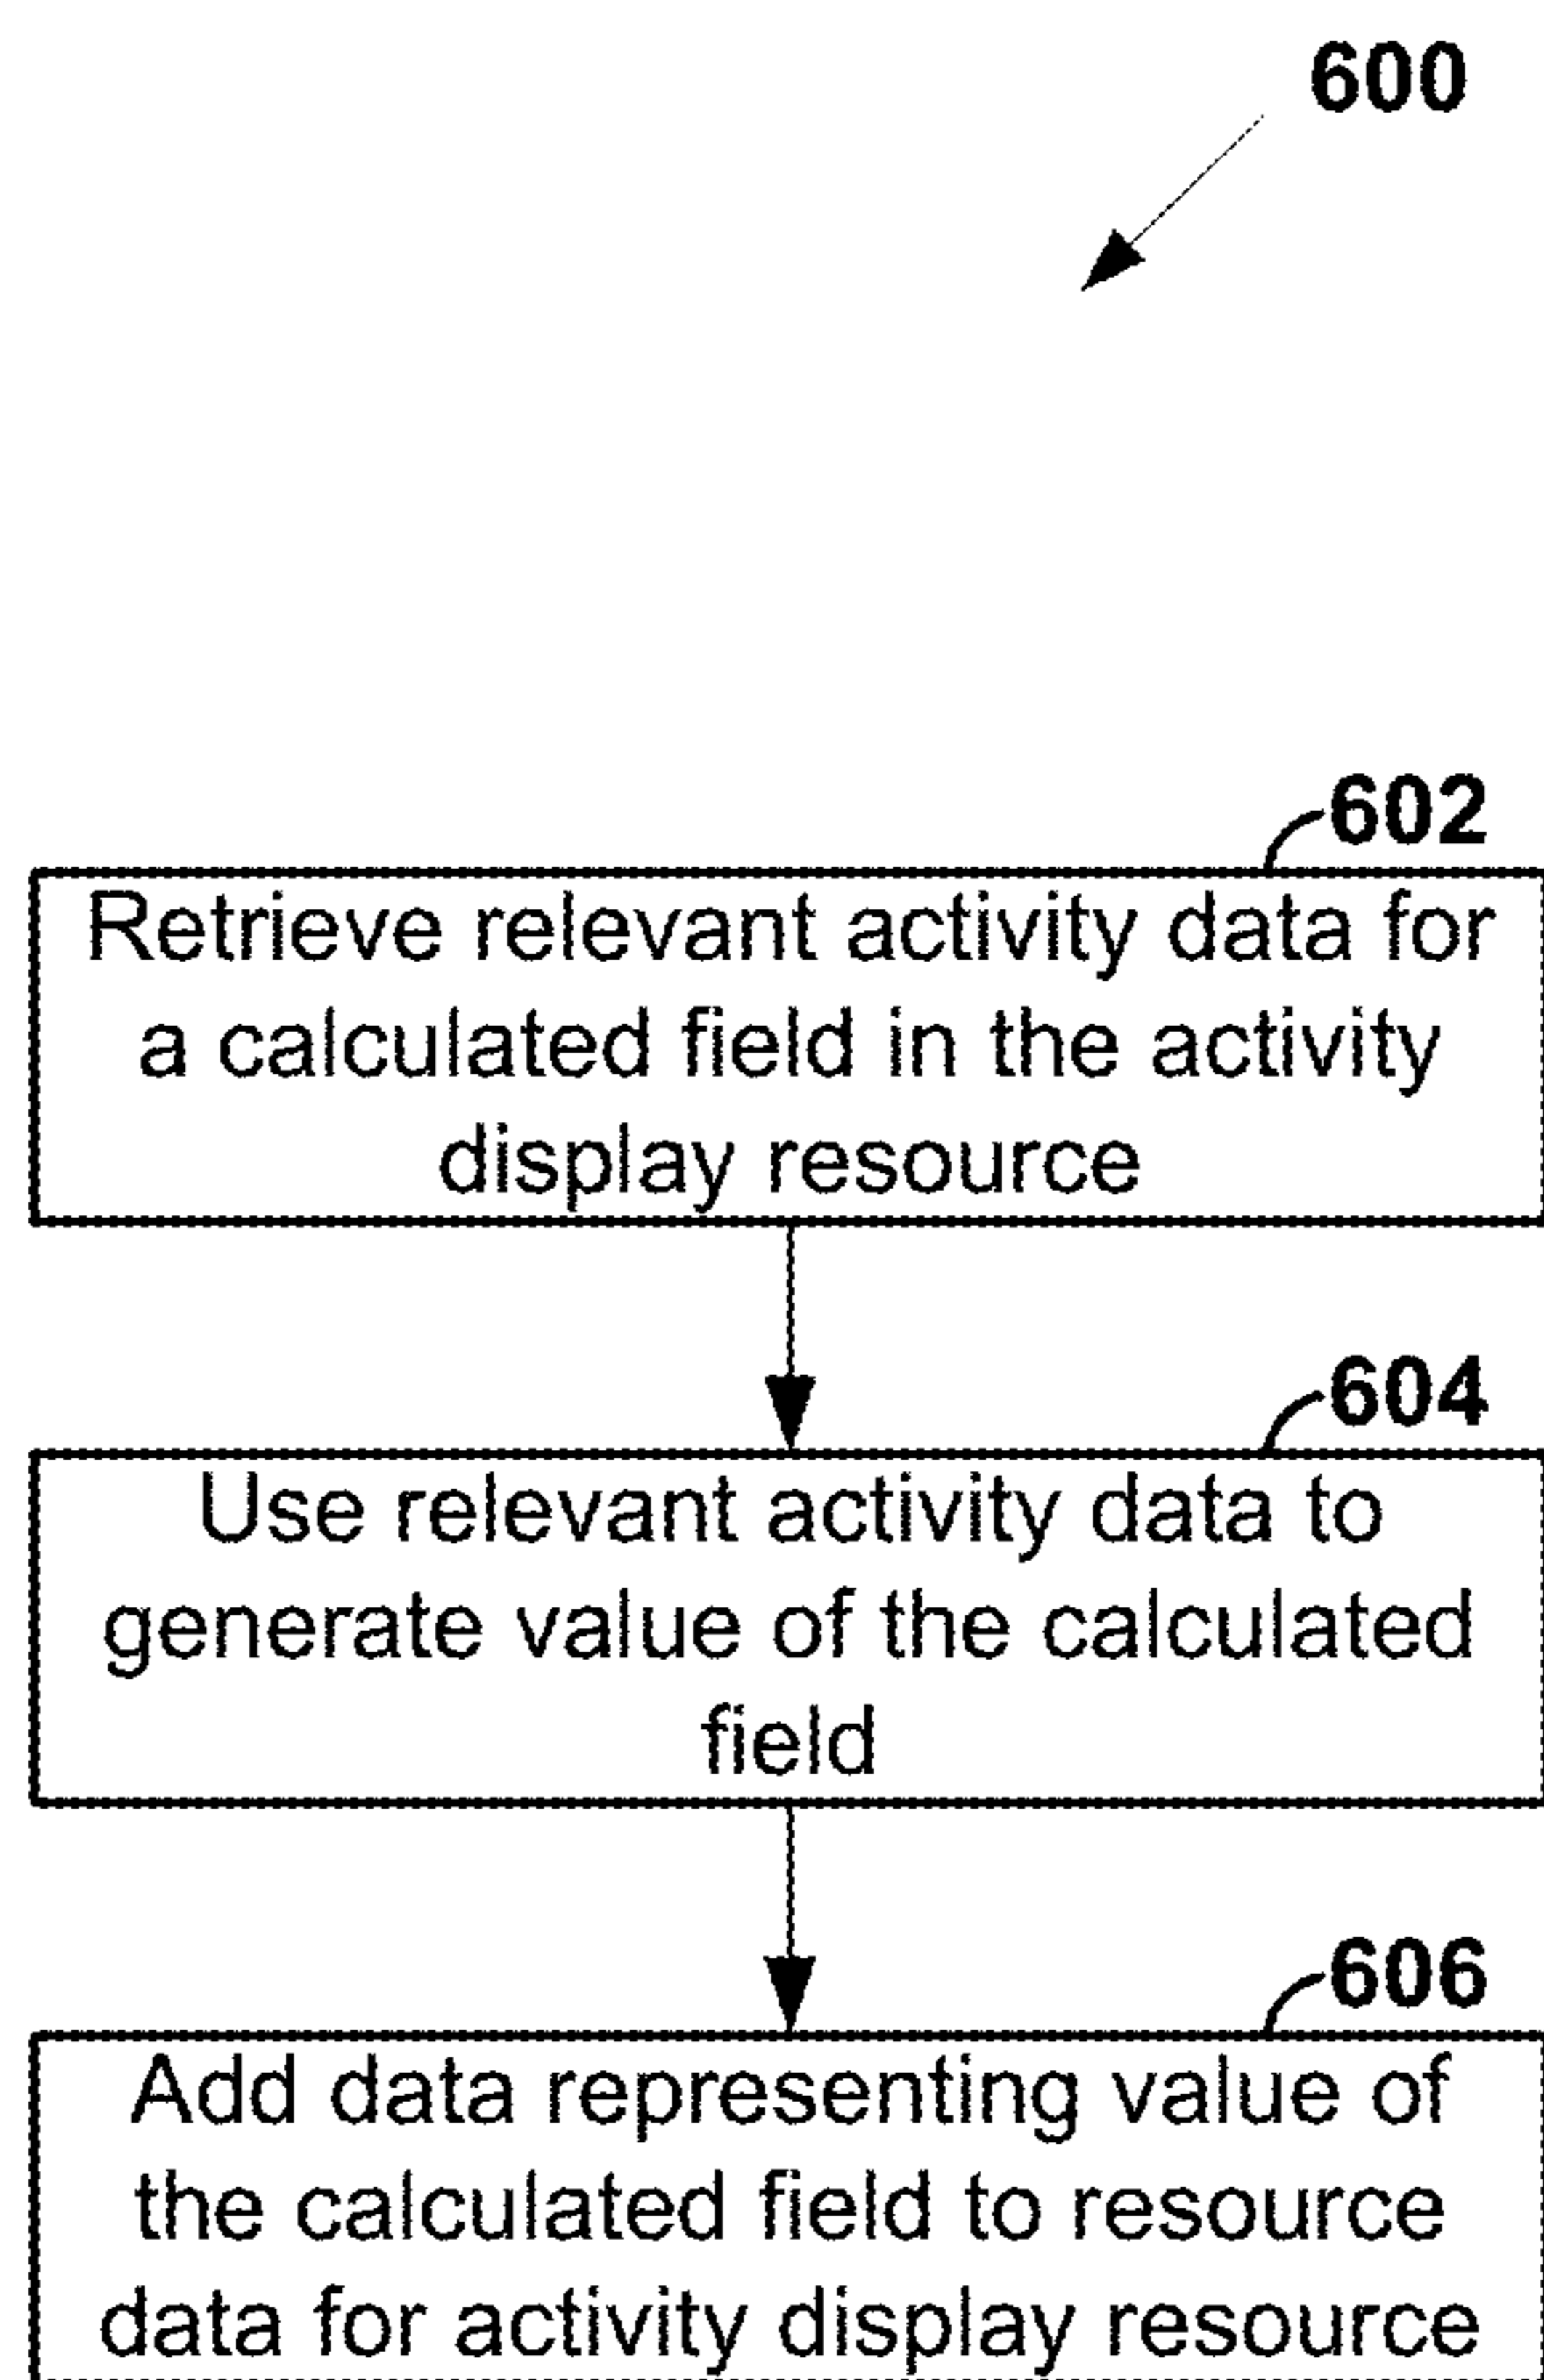 600
602
Retrieve relevant activity data for
a calculated field in the activity
display resource
604
Use relevant activity data to
generate value of the calculated
field
606
Add data representing value of
the calculated field to resource
data for activity display resource